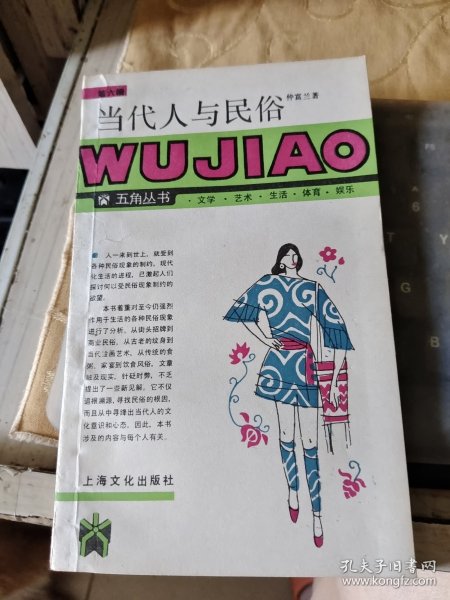 第六辑
当代人与民俗
仲富兰著
WUJIAO
五角丛书
·文学·艺术·生活·体育·娱乐
人一来到世上，就受到
各种民俗现象的制约。现代
化生活的进程，已激起人们
探讨何以受民俗现象制约的
欲望。
本书着重对至今仍强烈
作用于生活的各种民俗现象
进行了分析。从街头招牌到
商业民俗，从古老的纹身到
当代注画艺术，从传统的食
粥、家宴到饮食风俗，文章
触及现实，针砭时弊，不乏
提出了一些新见解。它不仅
追根溯源，寻找民俗的根因，
而且从中寻绎出当代人的文
化意识和心态。因此，本书
涉及的内容与每个人有关。
上海文化出版社
孔夫子旧书网
www.kongfz.com